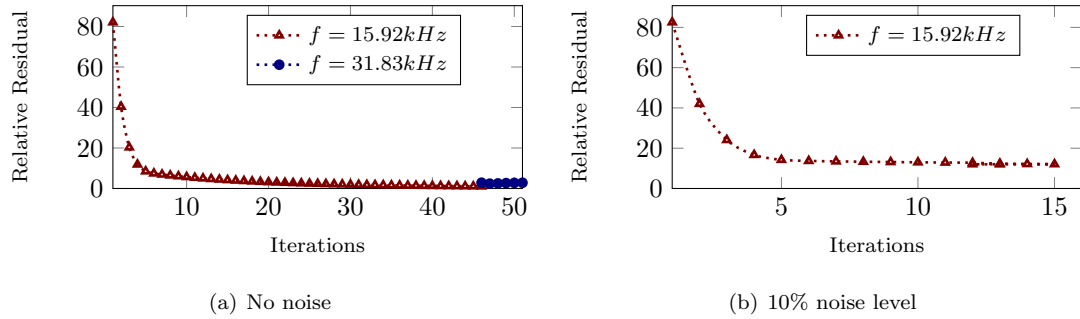 80
60
40
20
0
10
20
30
40
50
Relative Residual
Iterations
f = 15.92kHz
f = 31.83kHz
(a) No noise
80
60
40
20
0
5
10
15
Relative Residual
Iterations
f = 15.92kHz
(b) 10% noise level